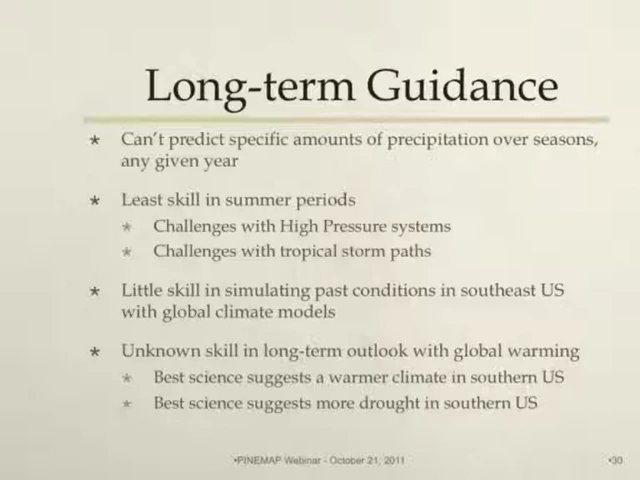 Long-term Guidance
* Can't predict specific amounts of precipitation over seasons,
any given year
* Least skill in summer periods
* Challenges with High Pressure systems
* Challenges with tropical storm paths
* Little skill in simulating past conditions in southeast US
with global climate models
* Unknown skill in long-term outlook with global warming
* Best science suggests a warmer climate in southern US
* Best science suggests more drought in southern US
•PINEMAP Webinar - October 21, 2011
•30